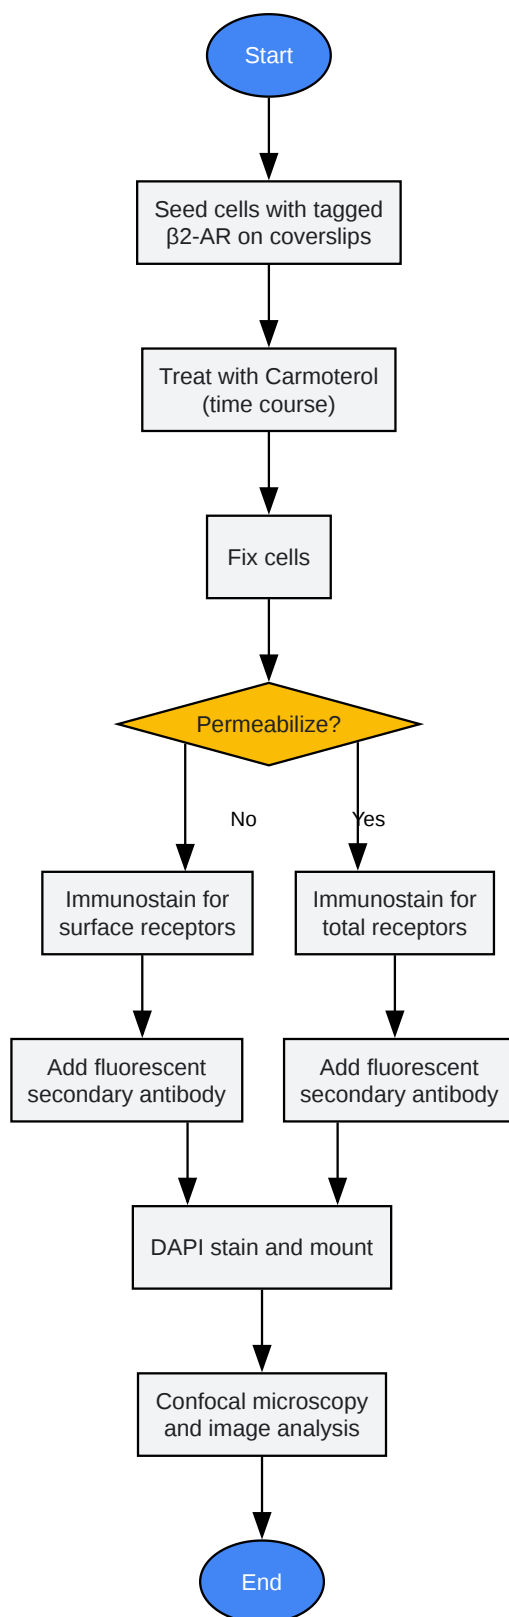 Start
Seed cells with tagged
β2-AR on coverslips
Treat with Carmoterol
(time course)
Fix cells
Permeabilize?
No
Yes
Immunostain for
surface receptors
Immunostain for
total receptors
Add fluorescent
secondary antibody
Add fluorescent
secondary antibody
DAPI stain and mount
Confocal microscopy
and image analysis
End